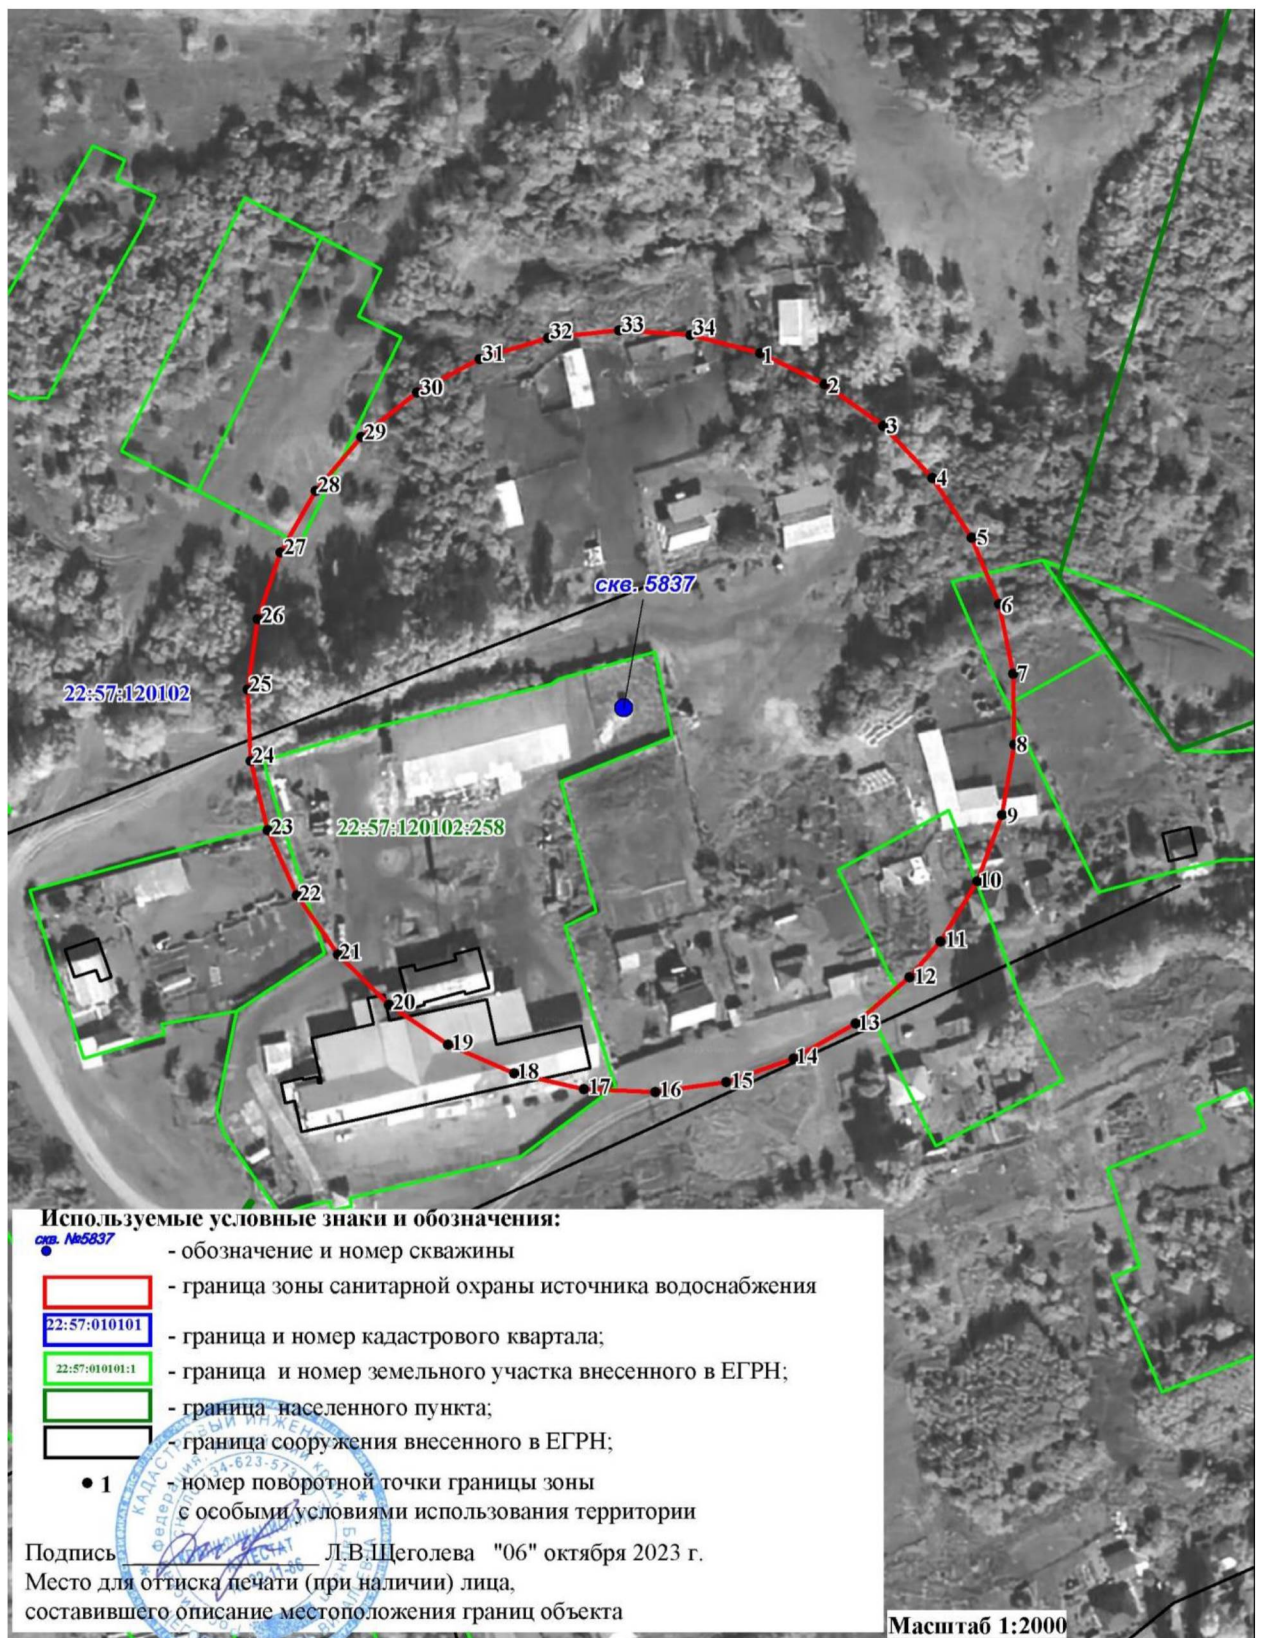 33
32
34
31
1
30
2
29
3
28
4
27
5
скв. 5837
26
6
25
22:57:120102
7
24
8
23
22:57:120102:258
9
22
10
21
11
12
20
13
19
14
18
15
17
16
Используемые условные знаки и обозначения:
скв. №5837
- обозначение и номер скважины
- граница зоны санитарной охраны источника водоснабжения
22:57:010101
- граница и номер кадастрового квартала;
22:57:010101:1
- граница и номер земельного участка внесенного в ЕГРН;
- граница населенного пункта;
- граница сооружения внесенного в ЕГРН;
1
- номер поворотной точки границы зоны
с особыми условиями использования территории
КАДАСТРОВЫЙ ИНЖЕНЕР
Подпись Л.В.Щеголева "06" октября 2023 г.
Место для оттиска печати (при наличии) лица,
составившего описание местоположения границ объекта
Масштаб 1:2000